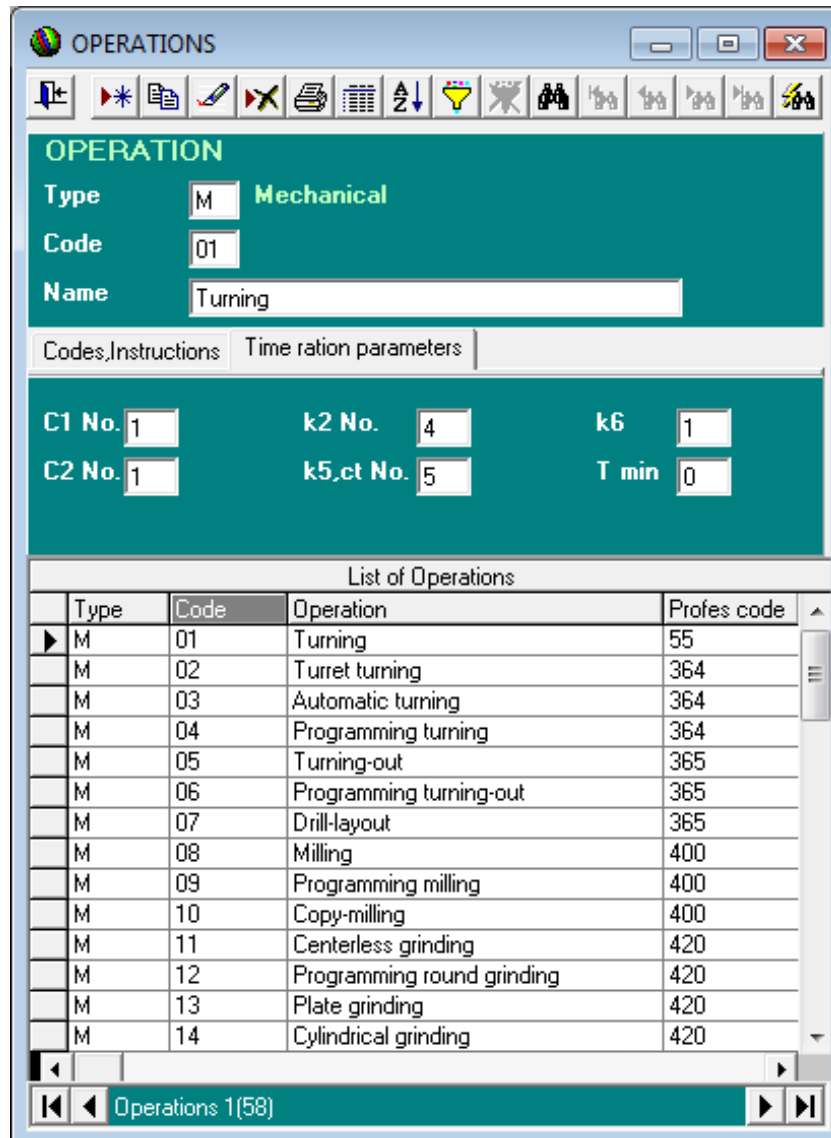 OPERATIONS
OPERATION
Type M Mechanical
Code 01
Name Turning
Codes,Instructions Time ration parameters
C1 No. 1 k2 No. 4 k6 1
C2 No. 1 k5,ct No. 5 T min 0
List of Operations
Type Code Operation Profes code
M 01 Turning 55
M 02 Turret turning 364
M 03 Automatic turning 364
M 04 Programming turning 364
M 05 Turning-out 365
M 06 Programming turning-out 365
M 07 Drill-layout 365
M 08 Milling 400
M 09 Programming milling 400
M 10 Copy-milling 400
M 11 Centerless grinding 420
M 12 Programming round grinding 420
M 13 Plate grinding 420
M 14 Cylindrical grinding 420
Operations 1(58)